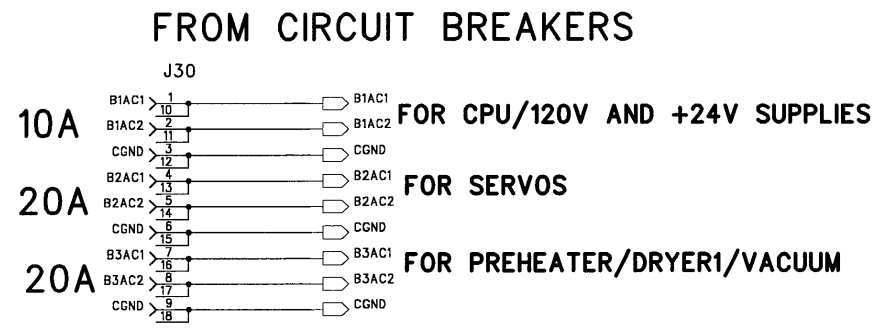 FROM CIRCUIT BREAKERS
J30
B1AC1 1 B1AC1
10
10A FOR CPU/120V AND +24V SUPPLIES
B1AC2 2 B1AC2
11
CGND 3 CGND
12
B2AC1 4 B2AC1
13
20A FOR SERVOS
B2AC2 5 B2AC2
14
CGND 6 CGND
15
B3AC1 7 B3AC1
16
20A FOR PREHEATER/DRYER1/VACUUM
B3AC2 8 B3AC2
17
CGND 9 CGND
18